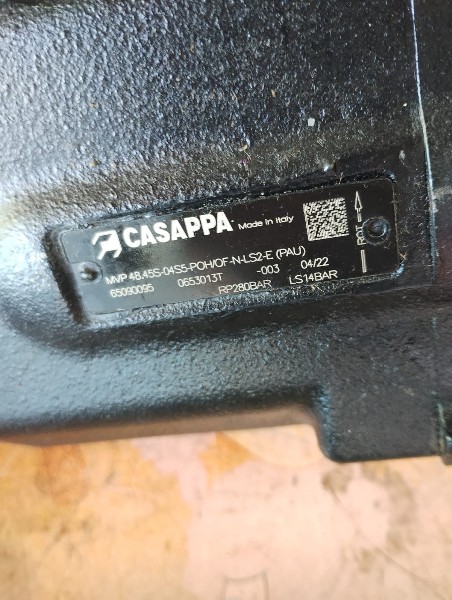 CASAPPA Made in Italy
MVP 48.45S-04S5-POH/OF-N-LS2-E (PAU)
65090095 0653013T -003 04/22
RP280BAR LS14BAR
ROT